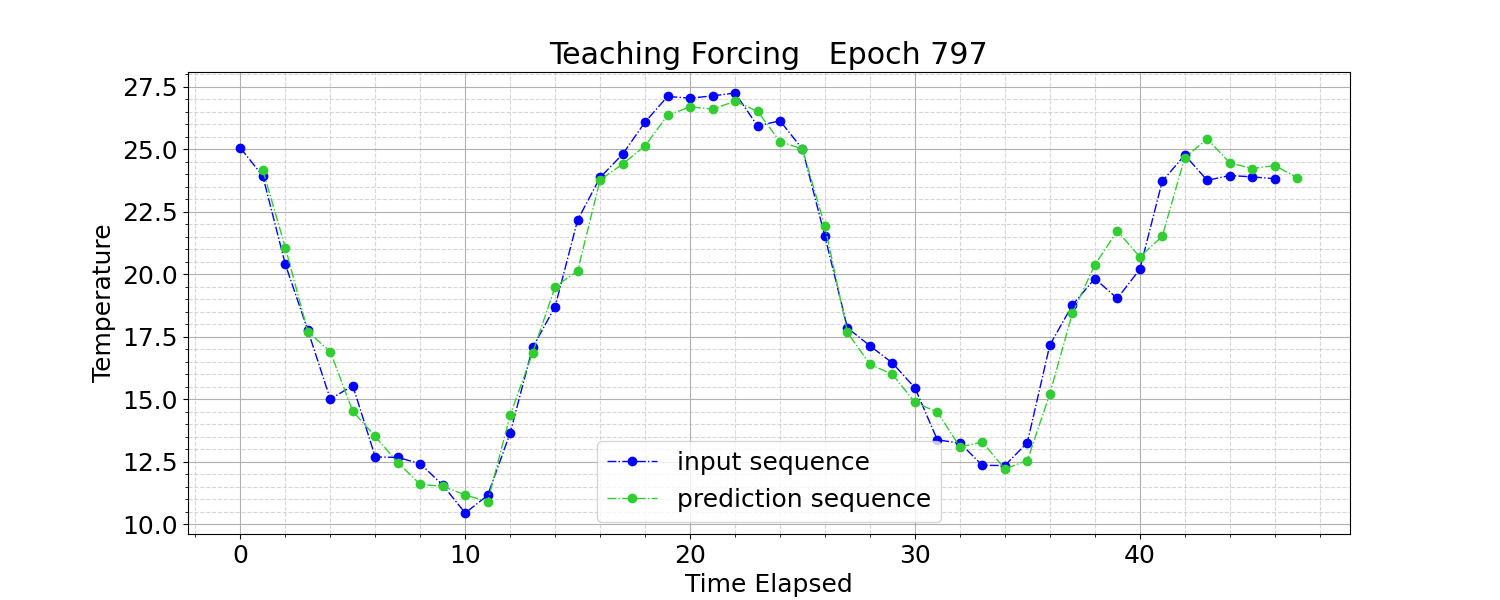 Teaching Forcing   Epoch 797
27.5
25.0
22.5
20.0
17.5
15.0
12.5
10.0
Temperature
input sequence
prediction sequence
0 10 20 30 40
Time Elapsed